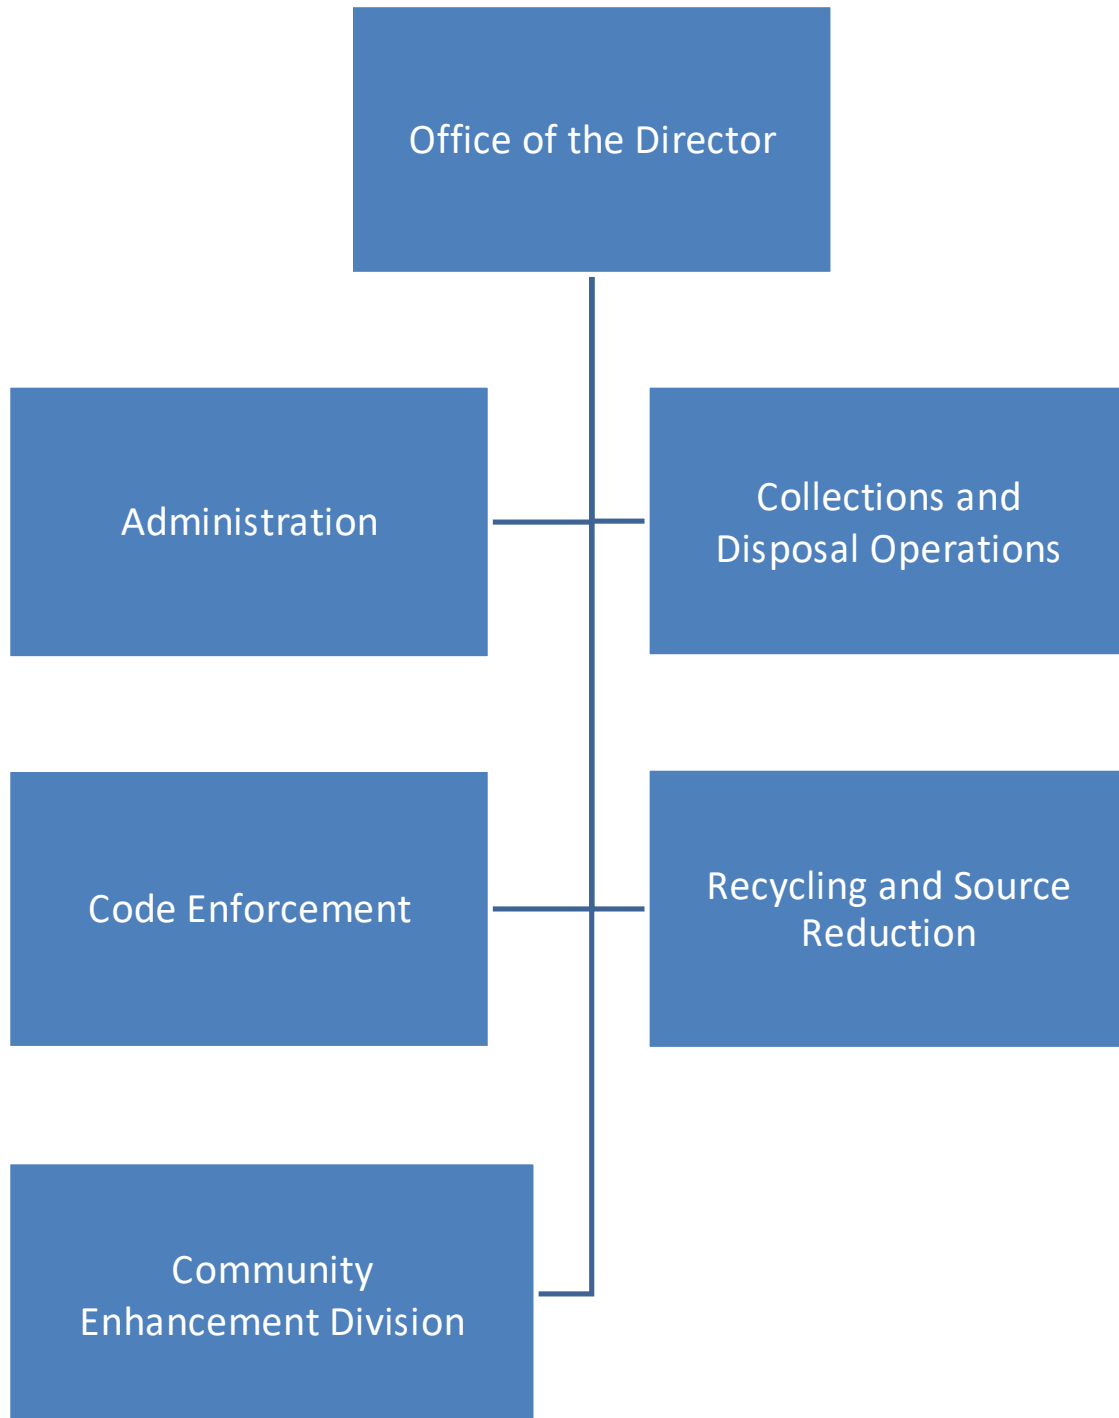 Office of the Director
Administration
Collections and
Disposal Operations
Code Enforcement
Recycling and Source
Reduction
Community
Enhancement Division